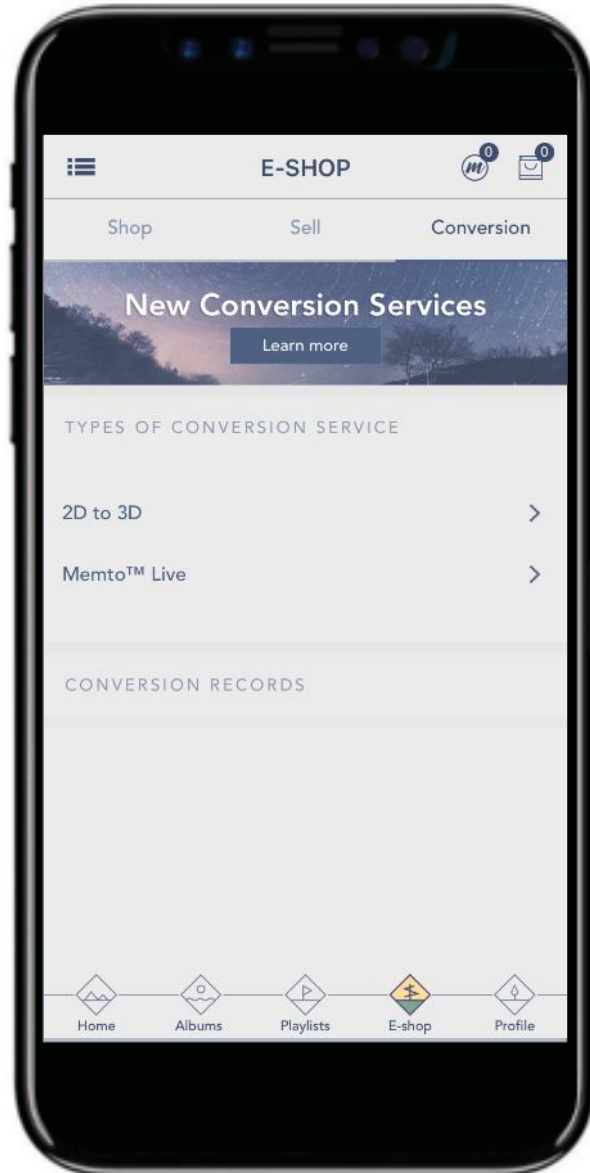 E-SHOP
m 0
0
Shop Sell Conversion
New Conversion Services
Learn more
TYPES OF CONVERSION SERVICE
2D to 3D
Memto™ Live
CONVERSION RECORDS
Home Albums Playlists E-shop Profile